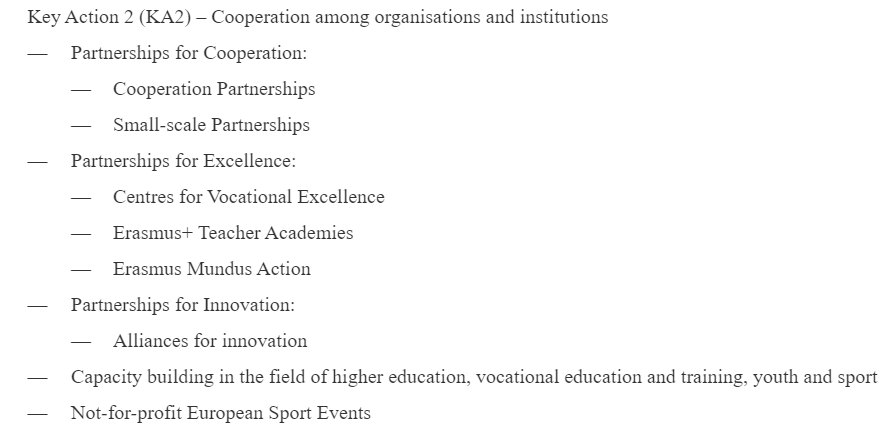 Key Action 2 (KA2) – Cooperation among organisations and institutions
— Partnerships for Cooperation:
— Cooperation Partnerships
— Small-scale Partnerships
— Partnerships for Excellence:
— Centres for Vocational Excellence
— Erasmus+ Teacher Academies
— Erasmus Mundus Action
— Partnerships for Innovation:
— Alliances for innovation
— Capacity building in the field of higher education, vocational education and training, youth and sport
— Not-for-profit European Sport Events